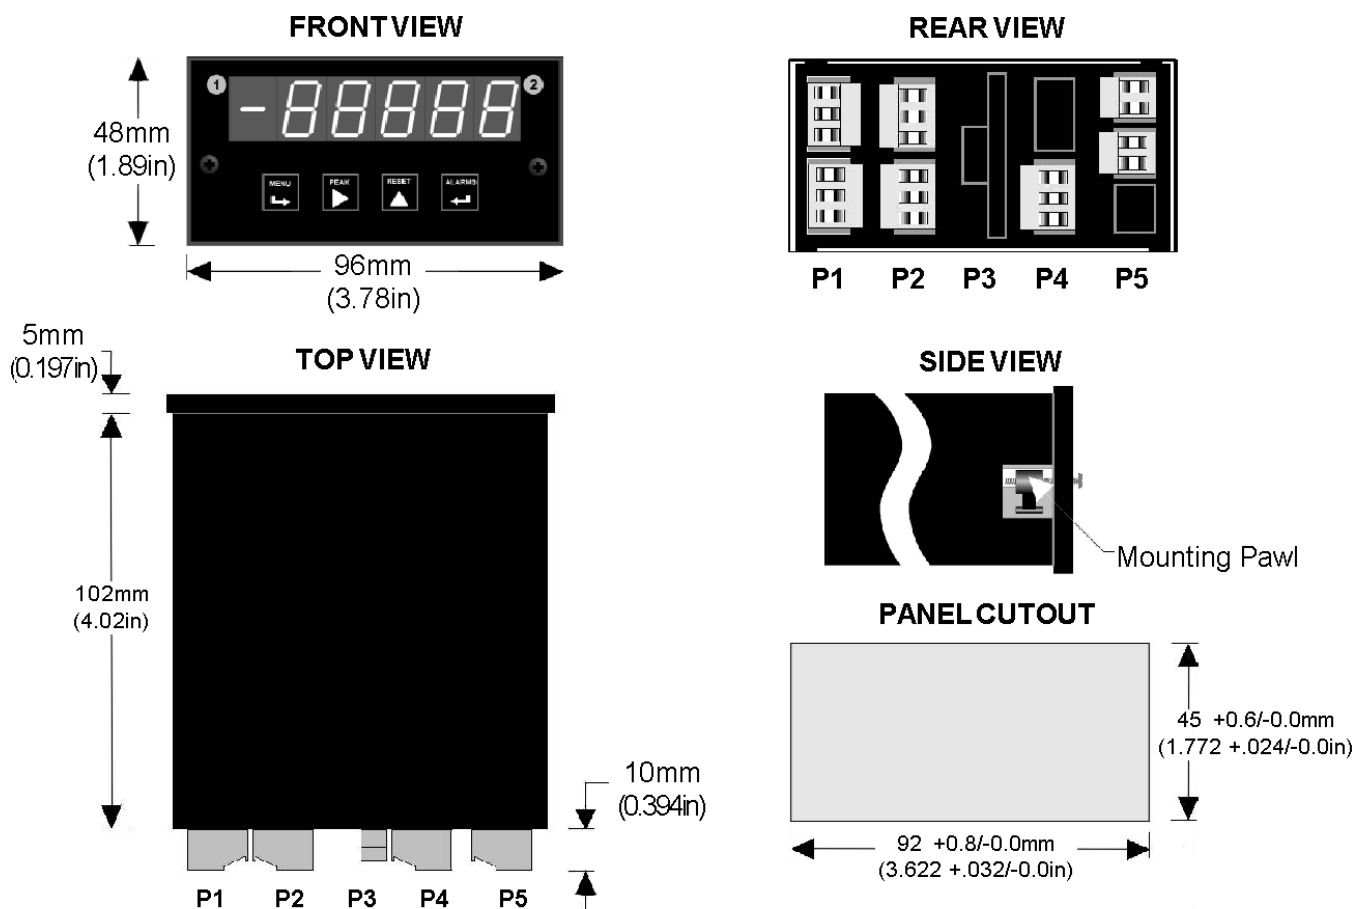 FRONT VIEW
1
2
-88888
MENU
PEAK
RESET
ALARMS
48mm
(1.89in)
96mm
(3.78in)
REAR VIEW
P1 P2 P3 P4 P5
TOP VIEW
5mm
(0.197in)
102mm
(4.02in)
10mm
(0.394in)
P1 P2 P3 P4 P5
SIDE VIEW
Mounting Pawl
PANEL CUTOUT
45 +0.6/-0.0mm
(1.772 +.024/-0.0in)
92 +0.8/-0.0mm
(3.622 +.032/-0.0in)